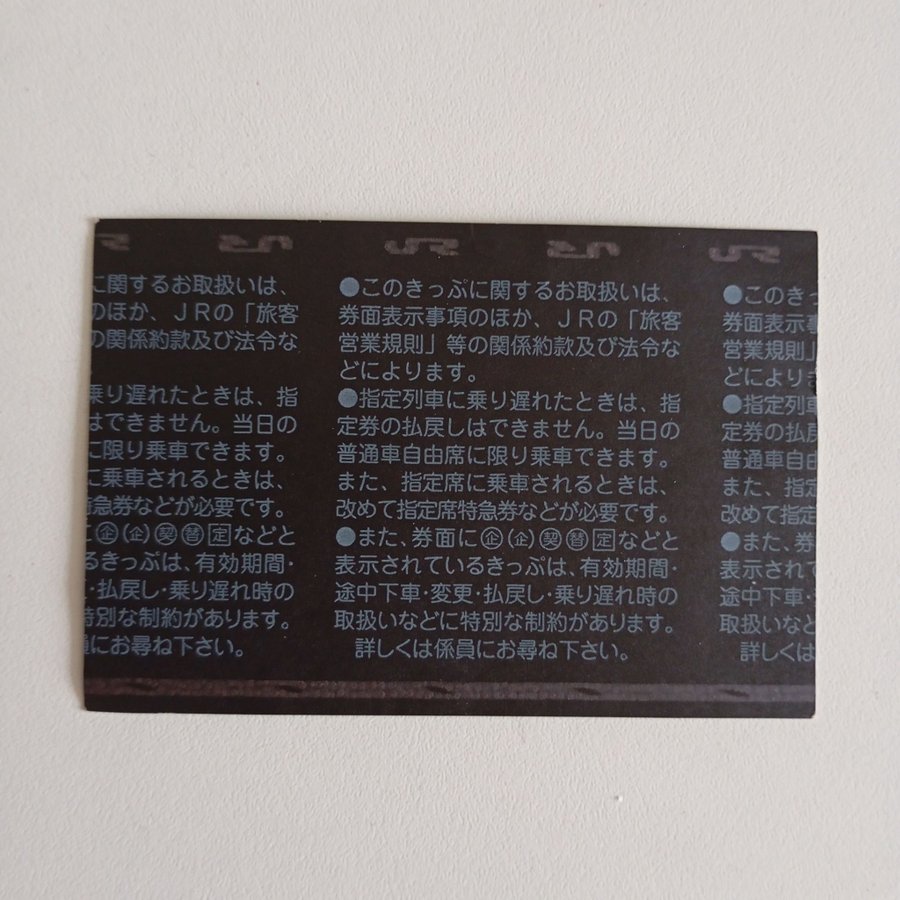 JR JR JR JR
に関するお取扱いは、
のほか、ＪＲの「旅客
の関係約款及び法令な
乗り遅れたときは、指
はできません。当日の
に限り乗車できます。
に乗車されるときは、
特急券などが必要です。
に㊭(企)契替定などと
るきっぷは、有効期間・
・払戻し・乗り遅れ時の
特別な制約があります。
員にお尋ね下さい。
●このきっぷに関するお取扱いは、
券面表示事項のほか、ＪＲの「旅客
営業規則」等の関係約款及び法令な
どによります。
●指定列車に乗り遅れたときは、指
定券の払戻しはできません。当日の
普通車自由席に限り乗車できます。
また、指定席に乗車されるときは、
改めて指定席特急券などが必要です。
●また、券面に㊭(企)契替定などと
表示されているきっぷは、有効期間・
途中下車・変更・払戻し・乗り遅れ時の
取扱いなどに特別な制約があります。
詳しくは係員にお尋ね下さい。
●このきっ
券面表示事
営業規則」
どによりま
●指定列車
定券の払戻
普通車自由
また、指定
改めて指定
●また、券
表示されて
途中下車・
取扱いなど
詳しくは